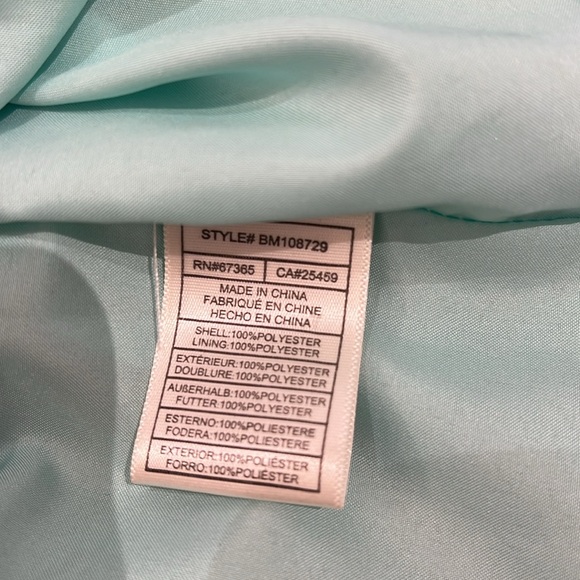 STYLE# BM108729
RN#67365 CA#25459
MADE IN CHINA
FABRIQUÉ EN CHINE
HECHO EN CHINA
SHELL:100%POLYESTER
LINING:100%POLYESTER
EXTÉRIEUR:100%POLYESTER
DOUBLURE:100%POLYESTER
AUßERHALB:100%POLYESTER
FUTTER:100%POLYESTER
ESTERNO:100%POLIESTERE
FODERA:100%POLIESTERE
EXTERIOR:100%POLIÉSTER
FORRO:100%POLIÉSTER